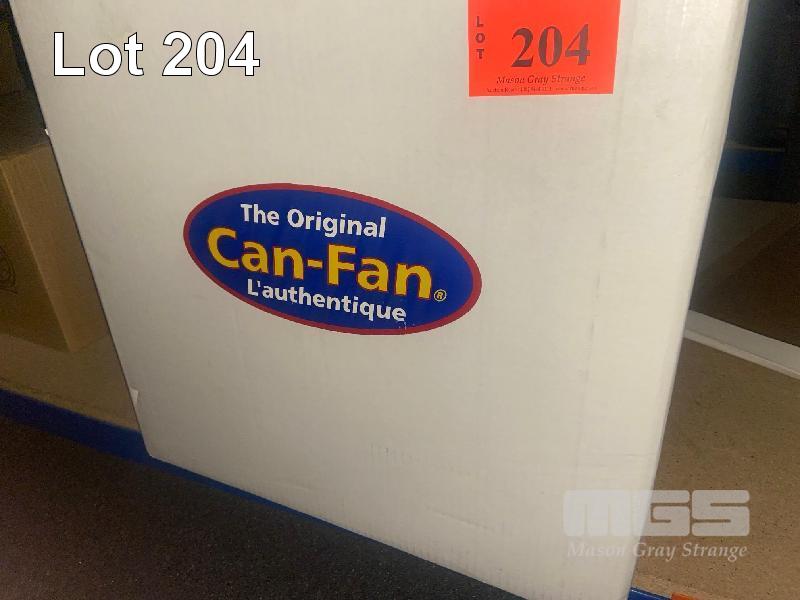 Lot 204
LOT
204
Mason Gray Strange
The Original
Can-Fan®
L'authentique
MGS
Mason Gray Strange